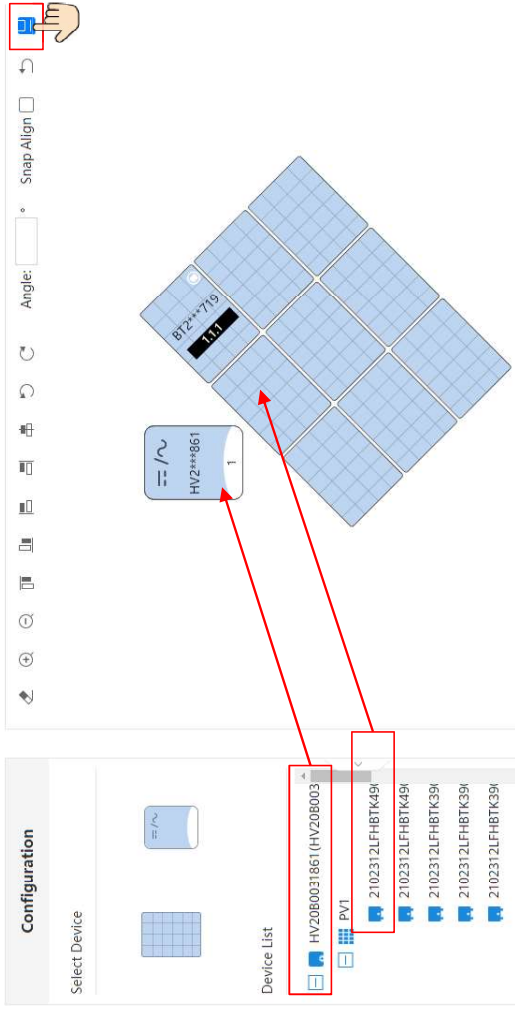 Configuration
Select Device
=/~
Device List
HV20B0031861 (HV20B003
PV1
2102312LFHBTK49
2102312LFHBTK49
2102312LFHBTK39
2102312LFHBTK39
2102312LFHBTK39
Angle:
°
Snap Align
=/~
HV2***861
1
BT2***719
1.1.1